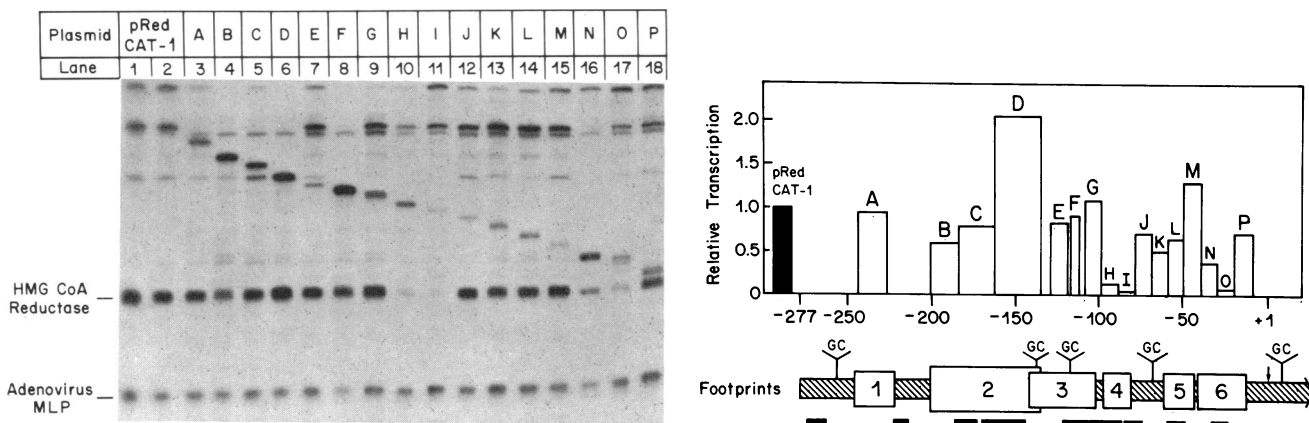 Plasmid pRed CAT-1 A B C D E F G H I J K L M N O P
Lane 1 2 3 4 5 6 7 8 9 10 11 12 13 14 15 16 17 18
HMG CoA Reductase
Adenovirus MLP
Relative Transcription
2.0
1.5
1.0
0.5
0
pRed CAT-1
A B C D E F G H I J K L M N O P
-277 -250 -200 -150 -100 -50 +1
GC GC GC GC GC
Footprints 1 2 3 4 5 6